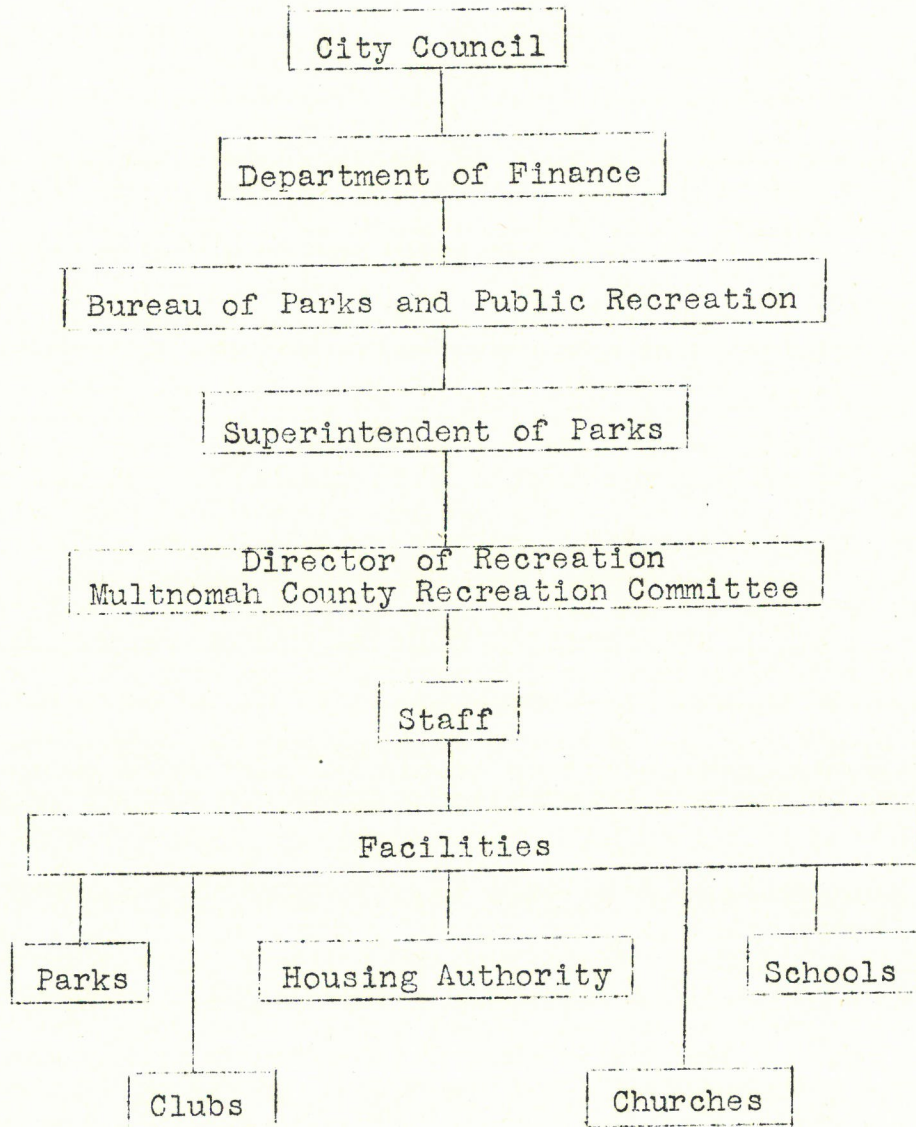 City Council
Department of Finance
Bureau of Parks and Public Recreation
Superintendent of Parks
Director of Recreation
Multnomah County Recreation Committee
Staff
Facilities
Parks
Housing Authority
Schools
Clubs
Churches